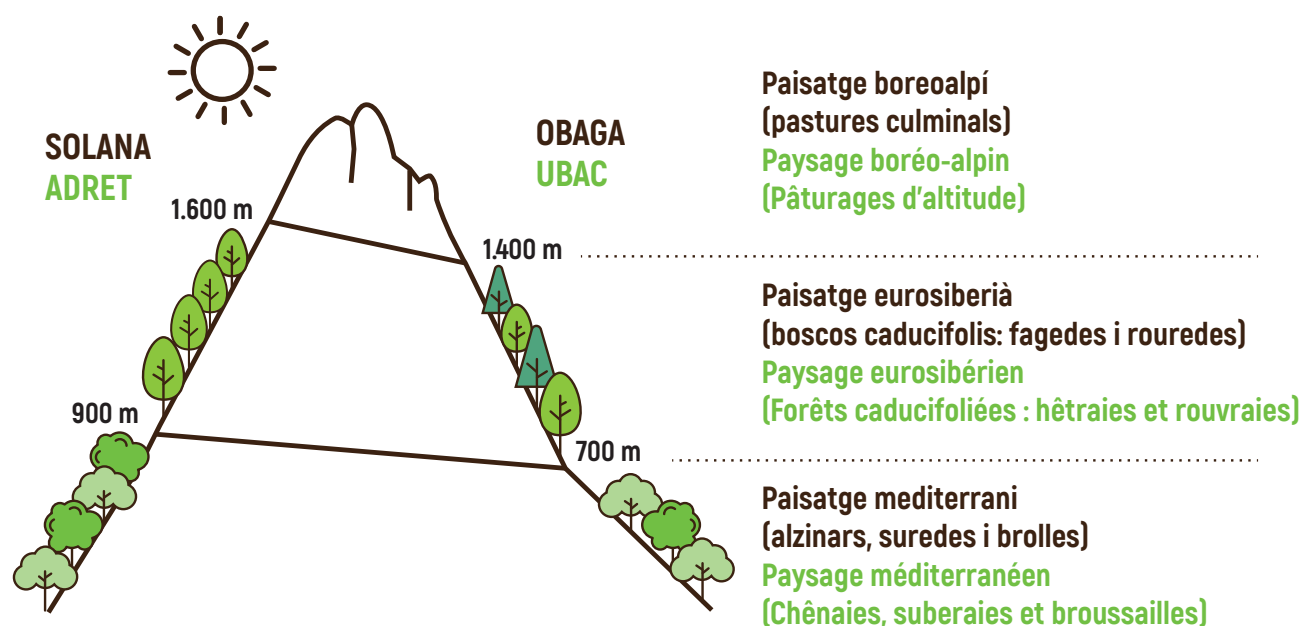 SOLANA
ADRET
OBAGA
UBAC
1.600 m
1.400 m
900 m
700 m
Paisatge boreoalpí
(pastures culminals)
Paysage boréo-alpin
(Pâturages d'altitude)
Paisatge eurosiberià
(boscos caducifolis: fagedes i rouredes)
Paysage eurosibérien
(Forêts caducifoliées : hêtraies et rouvraies)
Paisatge mediterrani
(alzinars, suredes i brolles)
Paysage méditerranéen
(Chênaies, suberaies et broussailles)